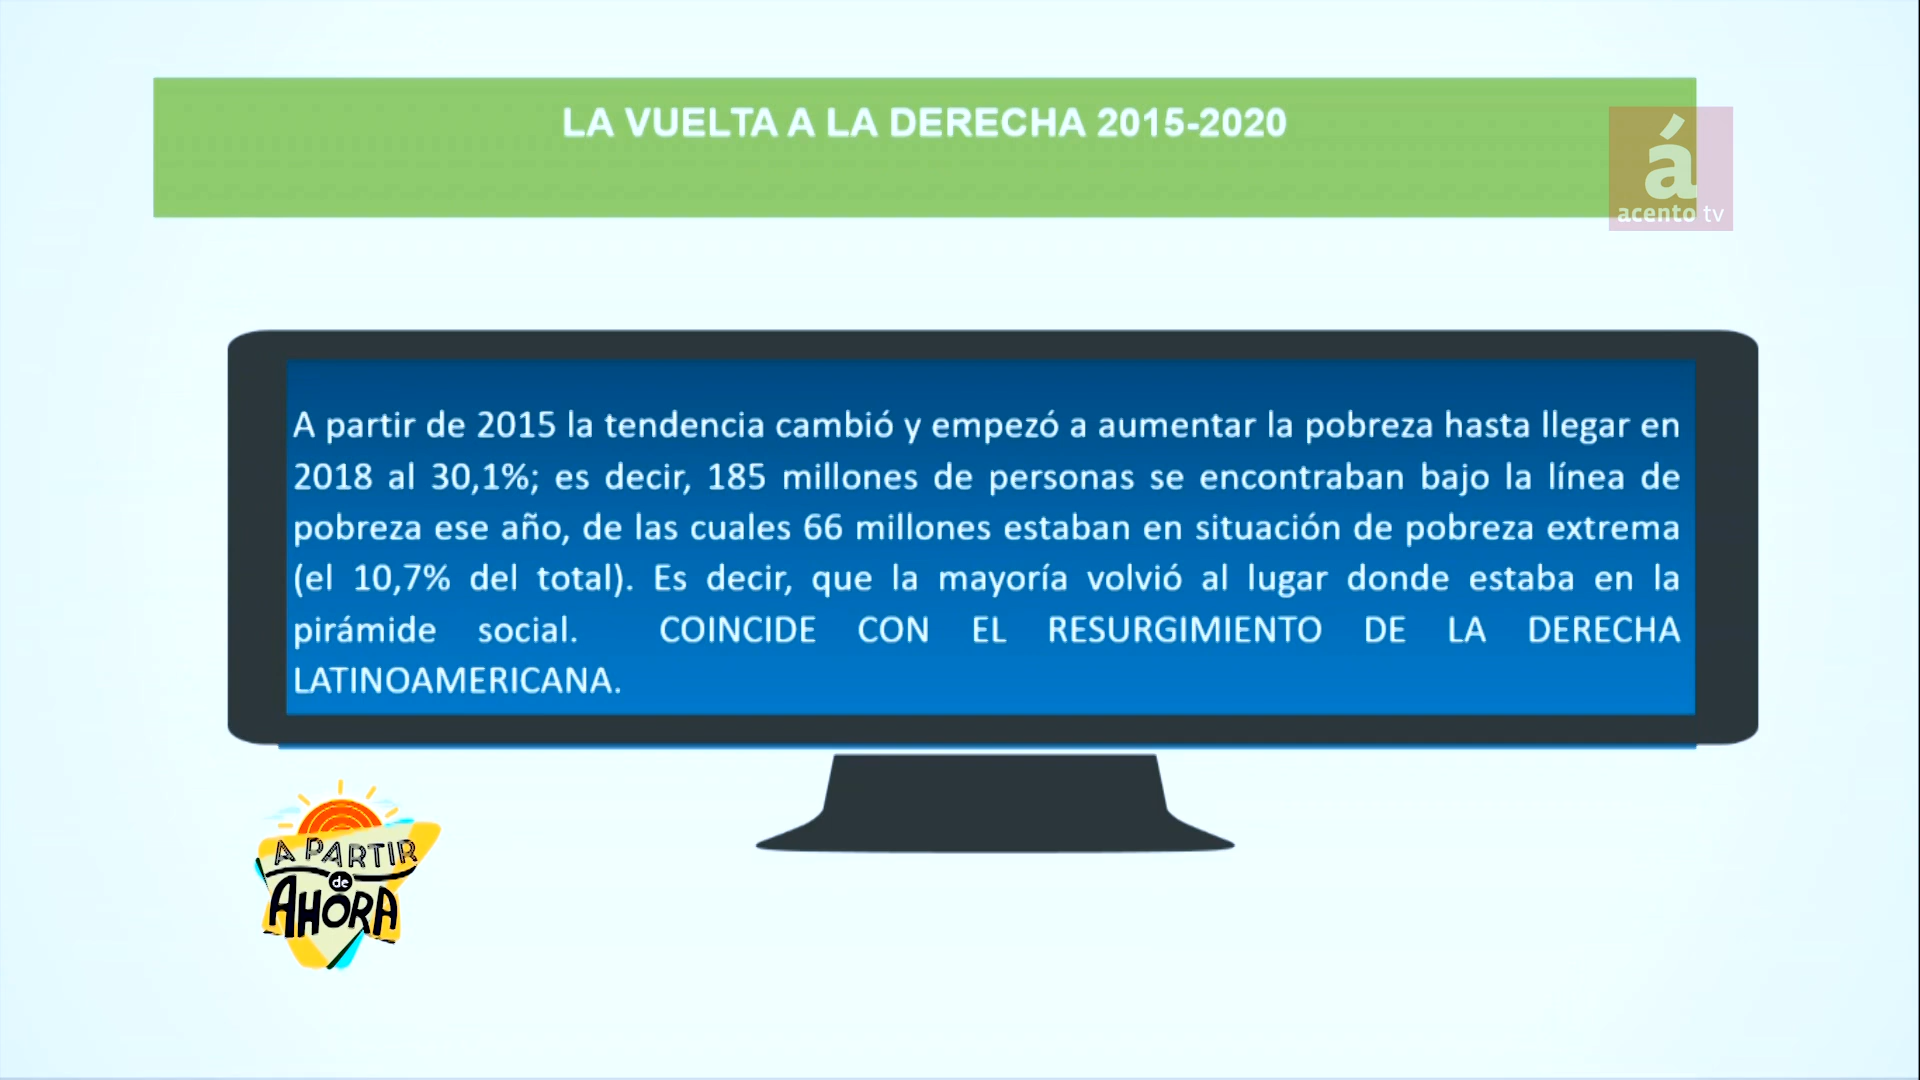 LA VUELTA A LA DERECHA 2015-2020
á
acento tv
A partir de 2015 la tendencia cambió y empezó a aumentar la pobreza hasta llegar en
2018 al 30,1%; es decir, 185 millones de personas se encontraban bajo la línea de
pobreza ese año, de las cuales 66 millones estaban en situación de pobreza extrema
(el 10,7% del total). Es decir, que la mayoría volvió al lugar donde estaba en la
pirámide social. COINCIDE CON EL RESURGIMIENTO DE LA DERECHA
LATINOAMERICANA.
A PARTIR
de
AHORA